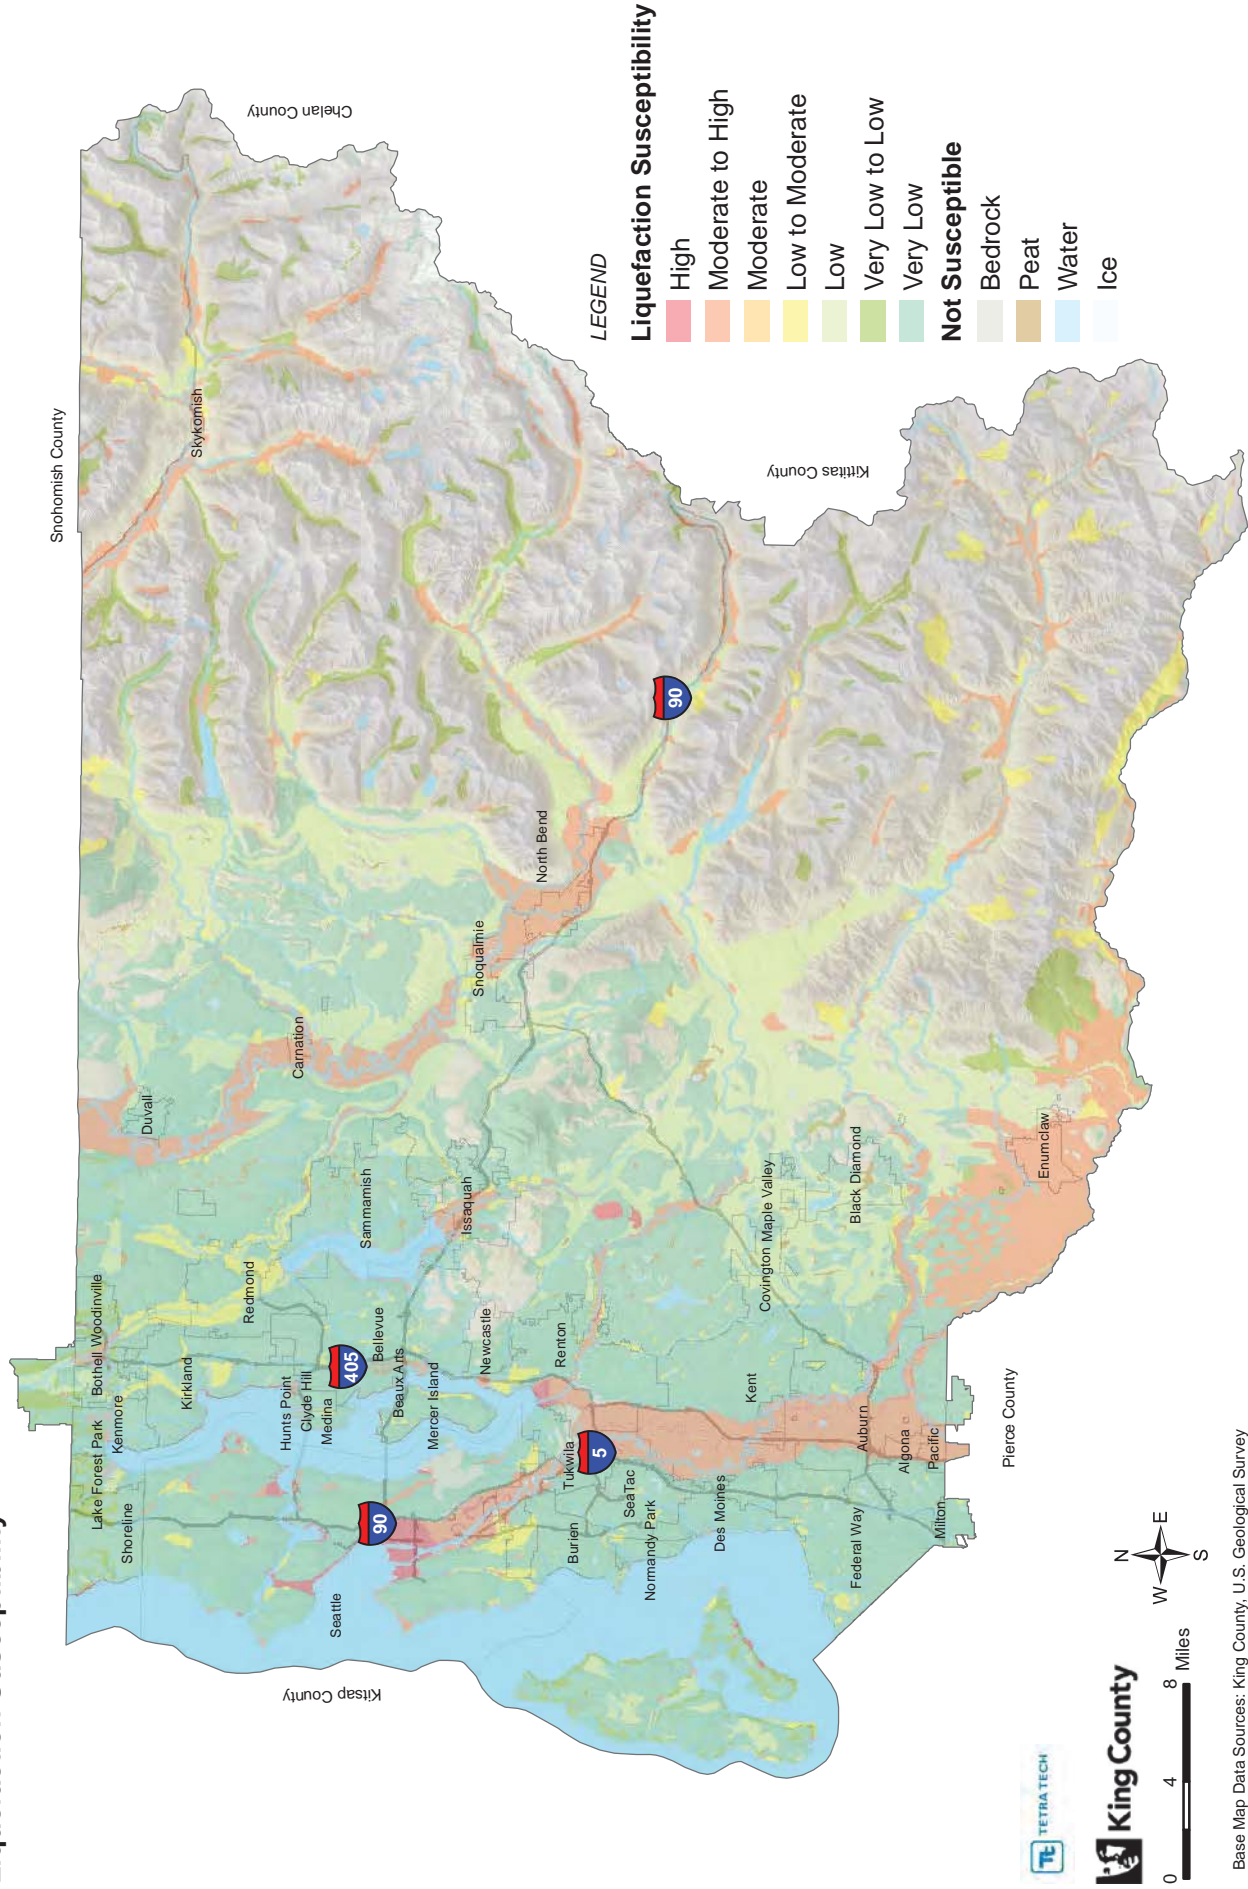 Snohomish County
Chelan County
Kittitas County
Pierce County
Kitsap County
Skykomish
Lake Forest Park
Kenmore
Bothell
Woodinville
Shoreline
Duvall
Kirkland
Redmond
Carnation
Hunts Point
Clyde Hill
Medina
405
Bellevue
Sammamish
Beaux Arts
Mercer Island
Seattle
90
Newcastle
Issaquah
Snoqualmie
North Bend
90
Renton
Tukwila
5
Burien
SeaTac
Normandy Park
Des Moines
Kent
Covington
Maple Valley
Black Diamond
Federal Way
Auburn
Algona
Pacific
Milton
Enumclaw
LEGEND
Liquefaction Susceptibility
High
Moderate to High
Moderate
Low to Moderate
Low
Very Low to Low
Very Low
Not Susceptible
Bedrock
Peat
Water
Ice
N
W E
S
Tt TETRA TECH
King County
0 4 8
Miles
Base Map Data Sources: King County, U.S. Geological Survey